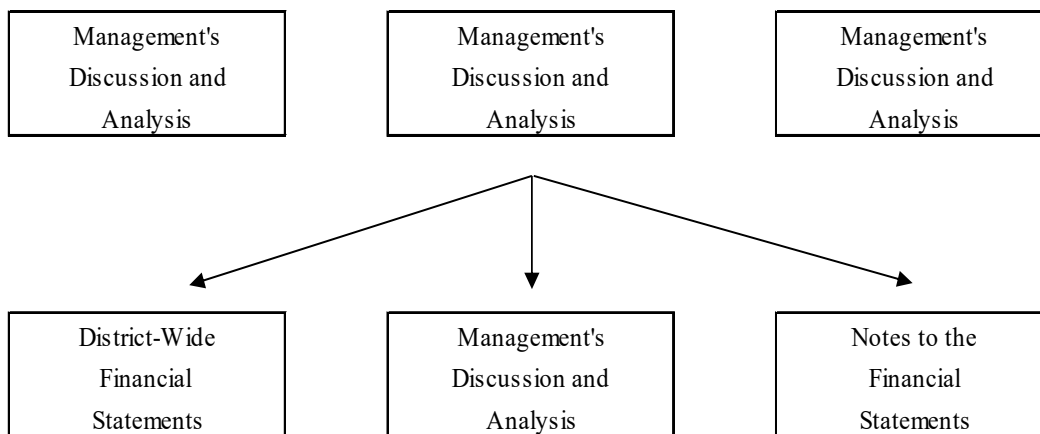 Management's
Discussion and
Analysis
Management's
Discussion and
Analysis
Management's
Discussion and
Analysis
District-Wide
Financial
Statements
Management's
Discussion and
Analysis
Notes to the
Financial
Statements